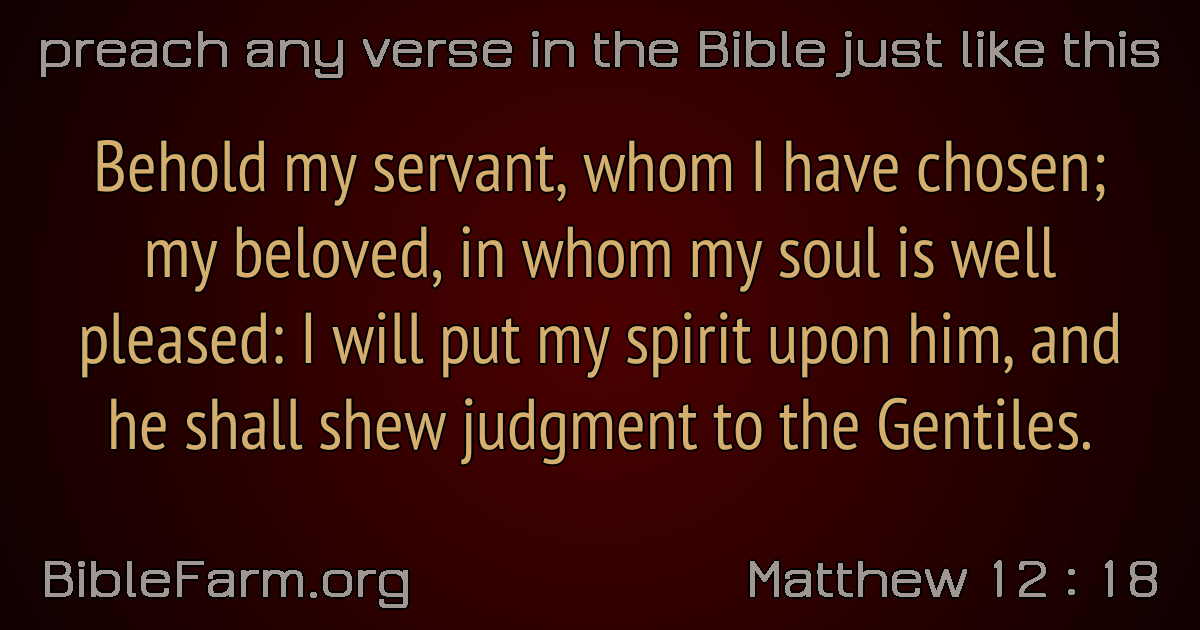 preach any verse in the Bible just like this
Behold my servant, whom I have chosen;
my beloved, in whom my soul is well
pleased: I will put my spirit upon him, and
he shall shew judgment to the Gentiles.
BibleFarm.org
Matthew 12 : 18